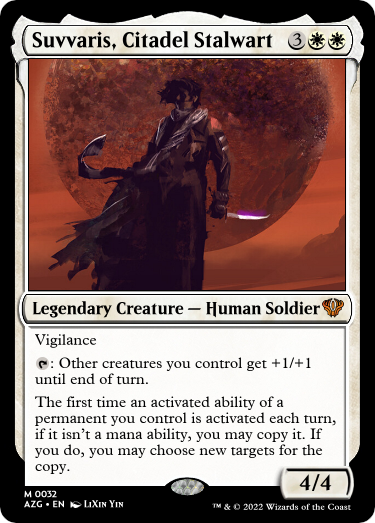 Suvvaris, Citadel Stalwart 3
Legendary Creature — Human Soldier
Vigilance
: Other creatures you control get +1/+1
until end of turn.
The first time an activated ability of a
permanent you control is activated each turn,
if it isn't a mana ability, you may copy it. If
you do, you may choose new targets for the
copy.
4/4
M 0032
AZG • EN LiXin Yin
™ & © 2022 Wizards of the Coast